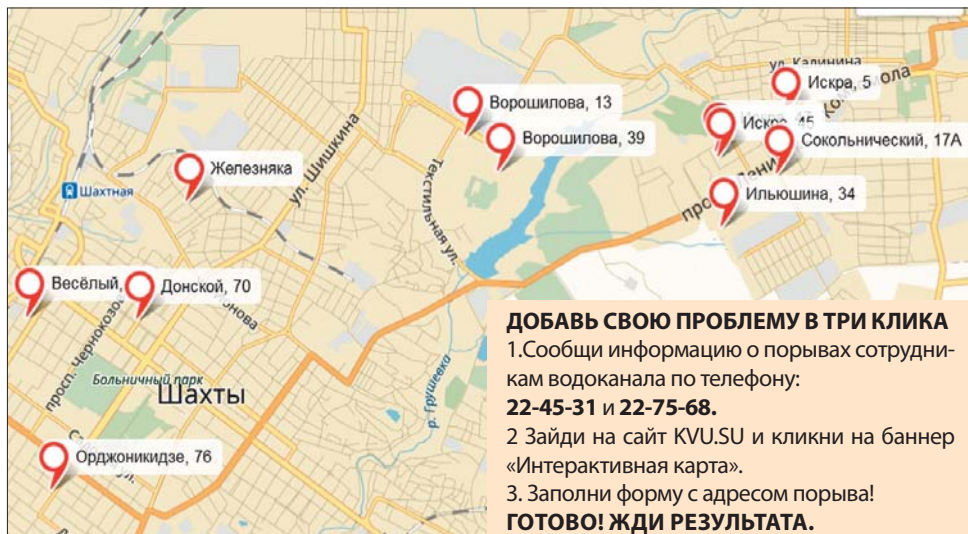 ул. Калинина
Искра, 5
Комсомола
Ворошилова, 13
Искра, 45
Ворошилова, 39
Сокольнический, 17А
ул. Шишкина
Железняка
Текстильная ул.
Шахтная
Ильюшина, 34
Весёлый,
Донской, 70
просп. Чернокозова
Больничный парк
Шахты
р. Грушевка
Орджоникидзе, 76
ДОБАВЬ СВОЮ ПРОБЛЕМУ В ТРИ КЛИКА
1.Сообщи информацию о порывах сотрудни-
кам водоканала по телефону:
22-45-31 и 22-75-68.
2 Зайди на сайт KVU.SU и кликни на баннер
«Интерактивная карта».
3. Заполни форму с адресом порыва!
ГОТОВО! ЖДИ РЕЗУЛЬТАТА.